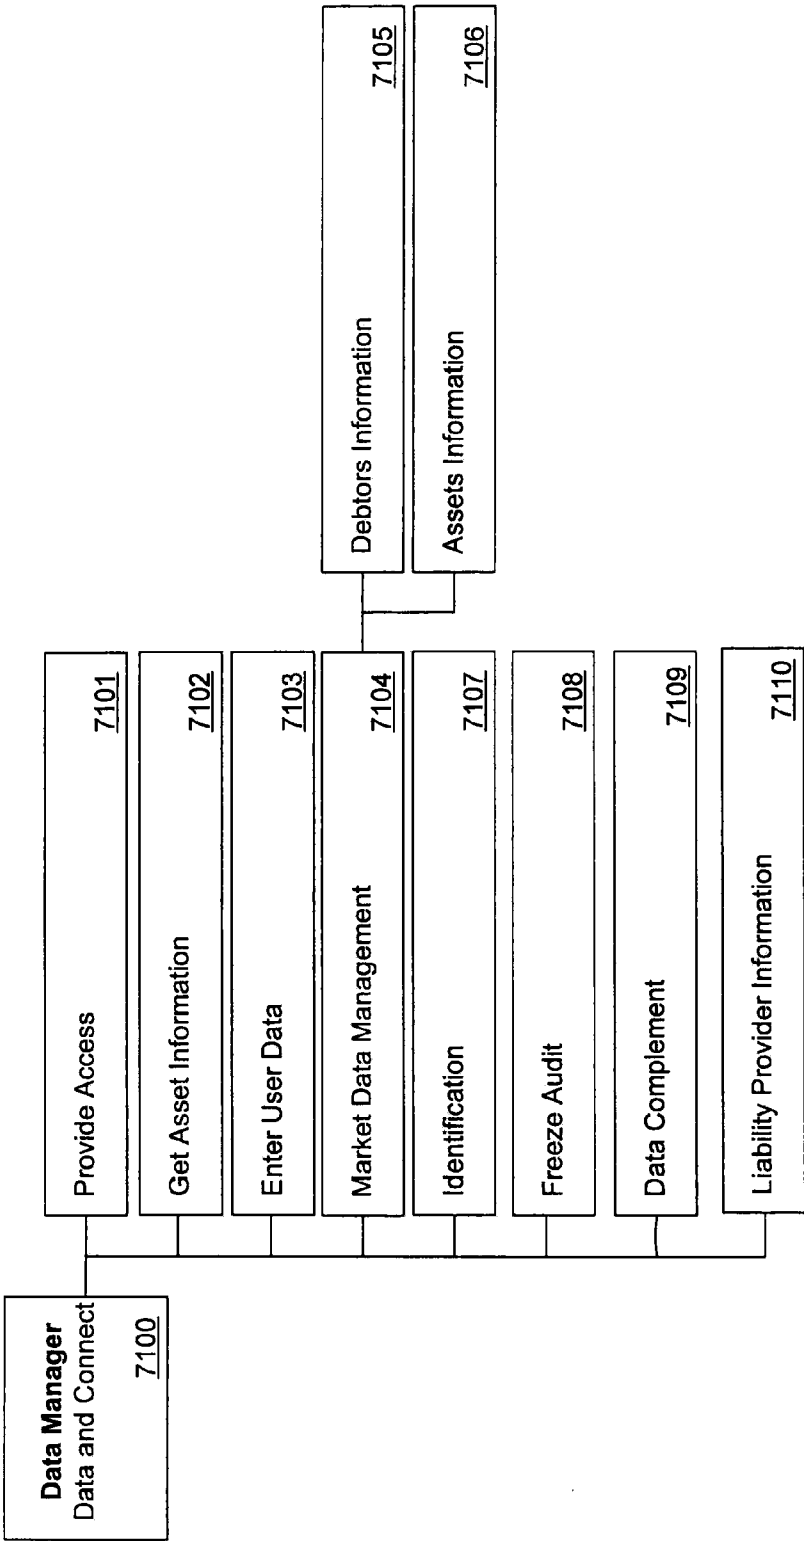 Data Manager
Data and Connect
7100
Provide Access
7101
Get Asset Information
7102
Enter User Data
7103
Market Data Management
7104
Debtors Information
7105
Assets Information
7106
Identification
7107
Freeze Audit
7108
Data Complement
7109
Liability Provider Information
7110